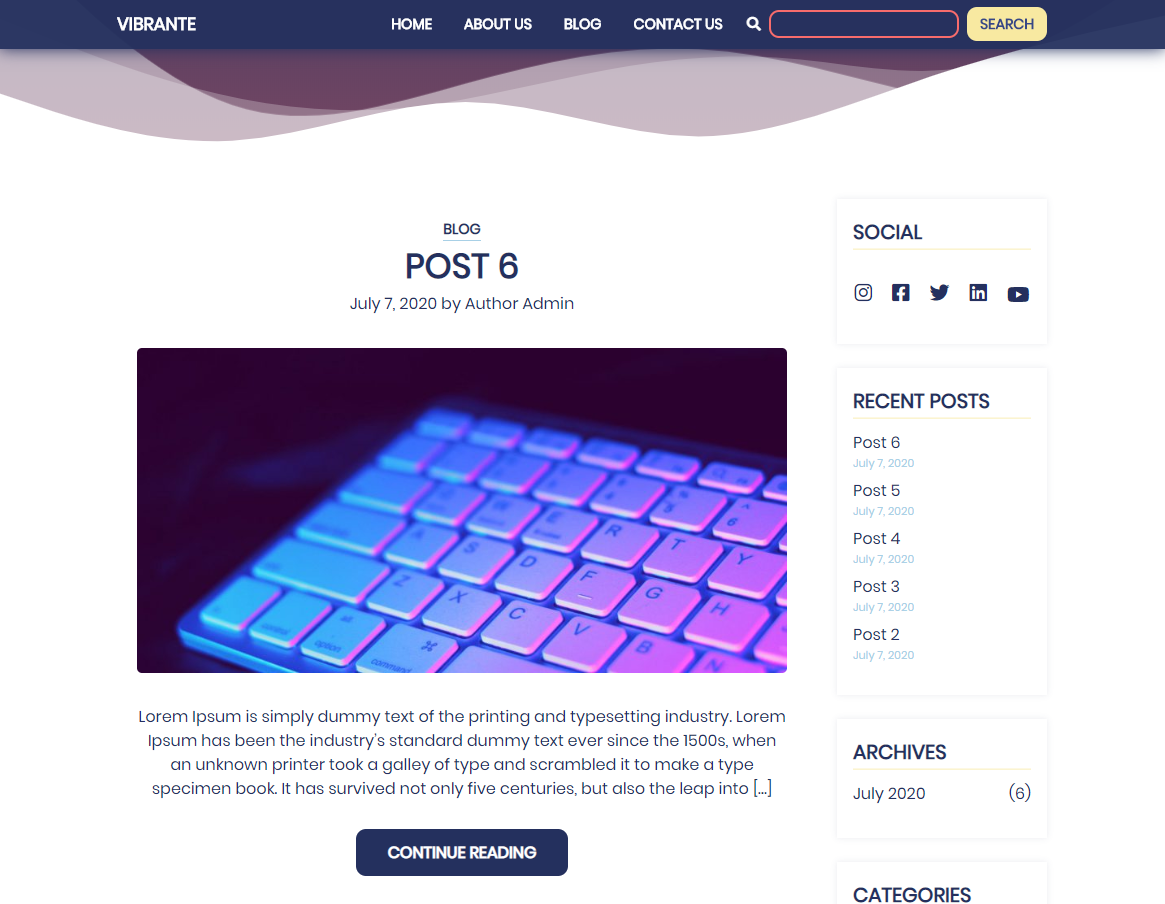 VIBRANTE
HOME ABOUT US BLOG CONTACT US SEARCH
BLOG
POST 6
July 7, 2020 by Author Admin
Lorem Ipsum is simply dummy text of the printing and typesetting industry. Lorem
Ipsum has been the industry's standard dummy text ever since the 1500s, when
an unknown printer took a galley of type and scrambled it to make a type
specimen book. It has survived not only five centuries, but also the leap into [...]
CONTINUE READING
SOCIAL
RECENT POSTS
Post 6
July 7, 2020
Post 5
July 7, 2020
Post 4
July 7, 2020
Post 3
July 7, 2020
Post 2
July 7, 2020
ARCHIVES
July 2020 (6)
CATEGORIES